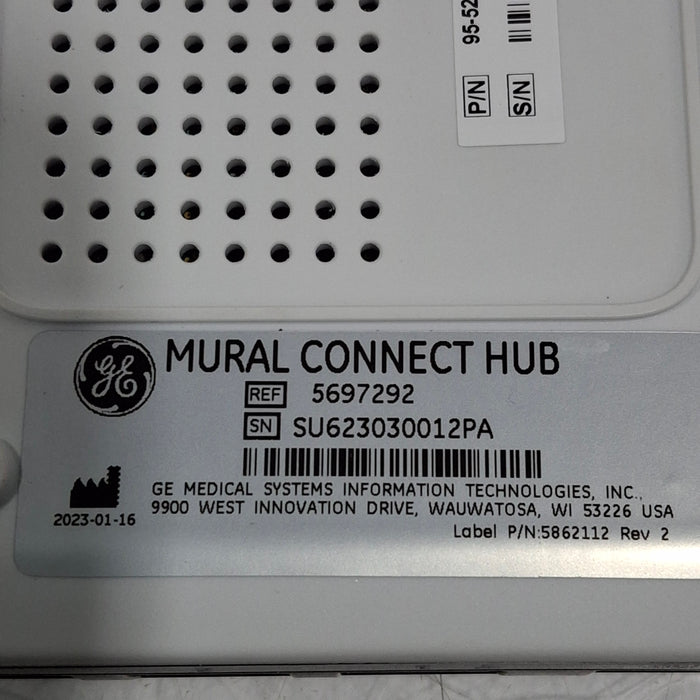 P/N 95-52
S/N
GE
MURAL CONNECT HUB
REF 5697292
SN SU623030012PA
GE MEDICAL SYSTEMS INFORMATION TECHNOLOGIES, INC.,
9900 WEST INNOVATION DRIVE, WAUWATOSA, WI 53226 USA
2023-01-16
Label P/N:5862112 Rev 2